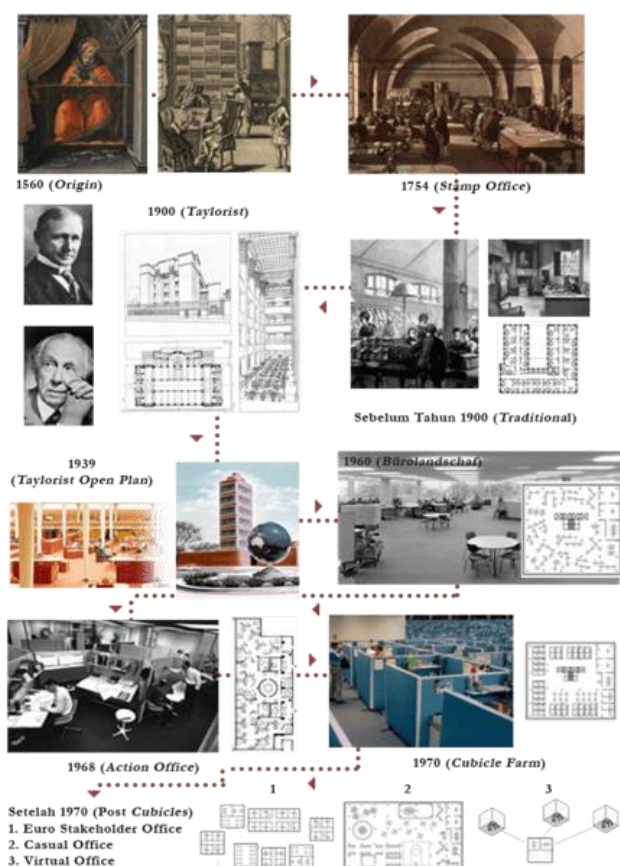 1560 (Origin)
1754 (Stamp Office)
1900 (Taylorist)
Sebelum Tahun 1900 (Traditional)
1939
(Taylorist Open Plan)
1960 (Bürolandschaf)
1968 (Action Office)
1970 (Cubicle Farm)
Setelah 1970 (Post Cubicles)
1. Euro Stakeholder Office
2. Casual Office
3. Virtual Office
1
2
3